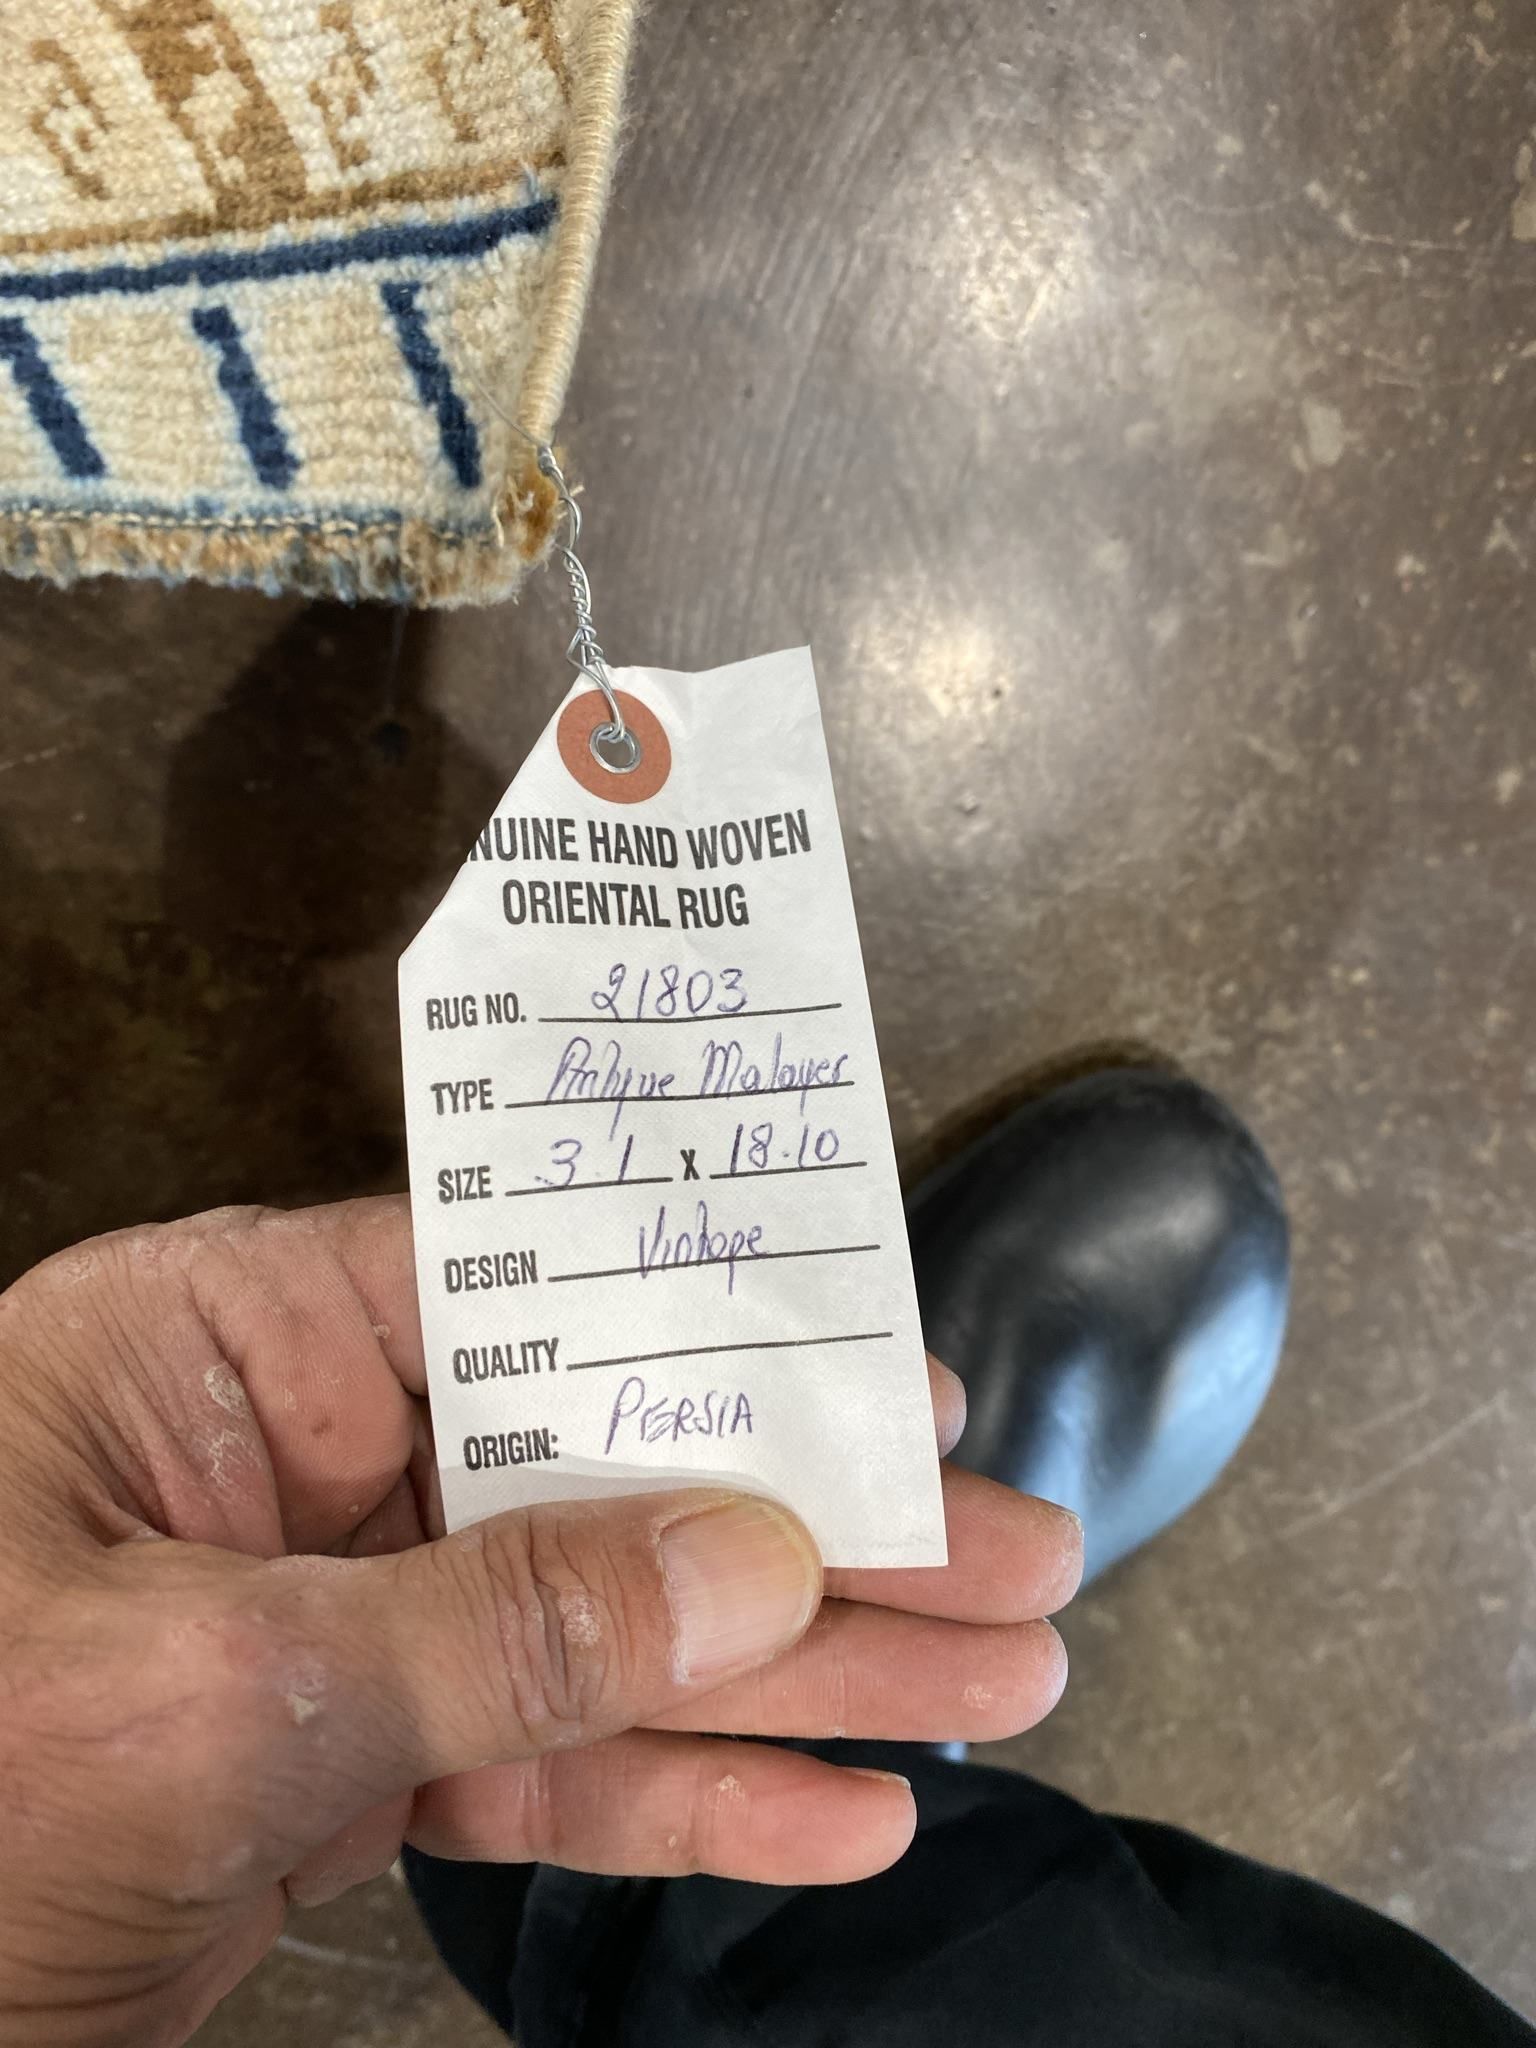 NUINE HAND WOVEN
ORIENTAL RUG
RUG NO. 21803
TYPE Antique Malayer
SIZE 3.1 X 18.10
DESIGN Vintage
QUALITY
ORIGIN: PERSIA